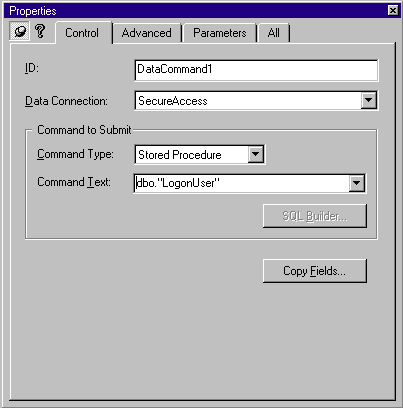 Properties
Control Advanced Parameters All
ID: DataCommand1
Data Connection: SecureAccess
Command to Submit
Command Type: Stored Procedure
Command Text: dbo."LogonUser"
SQL Builder...
Copy Fields...